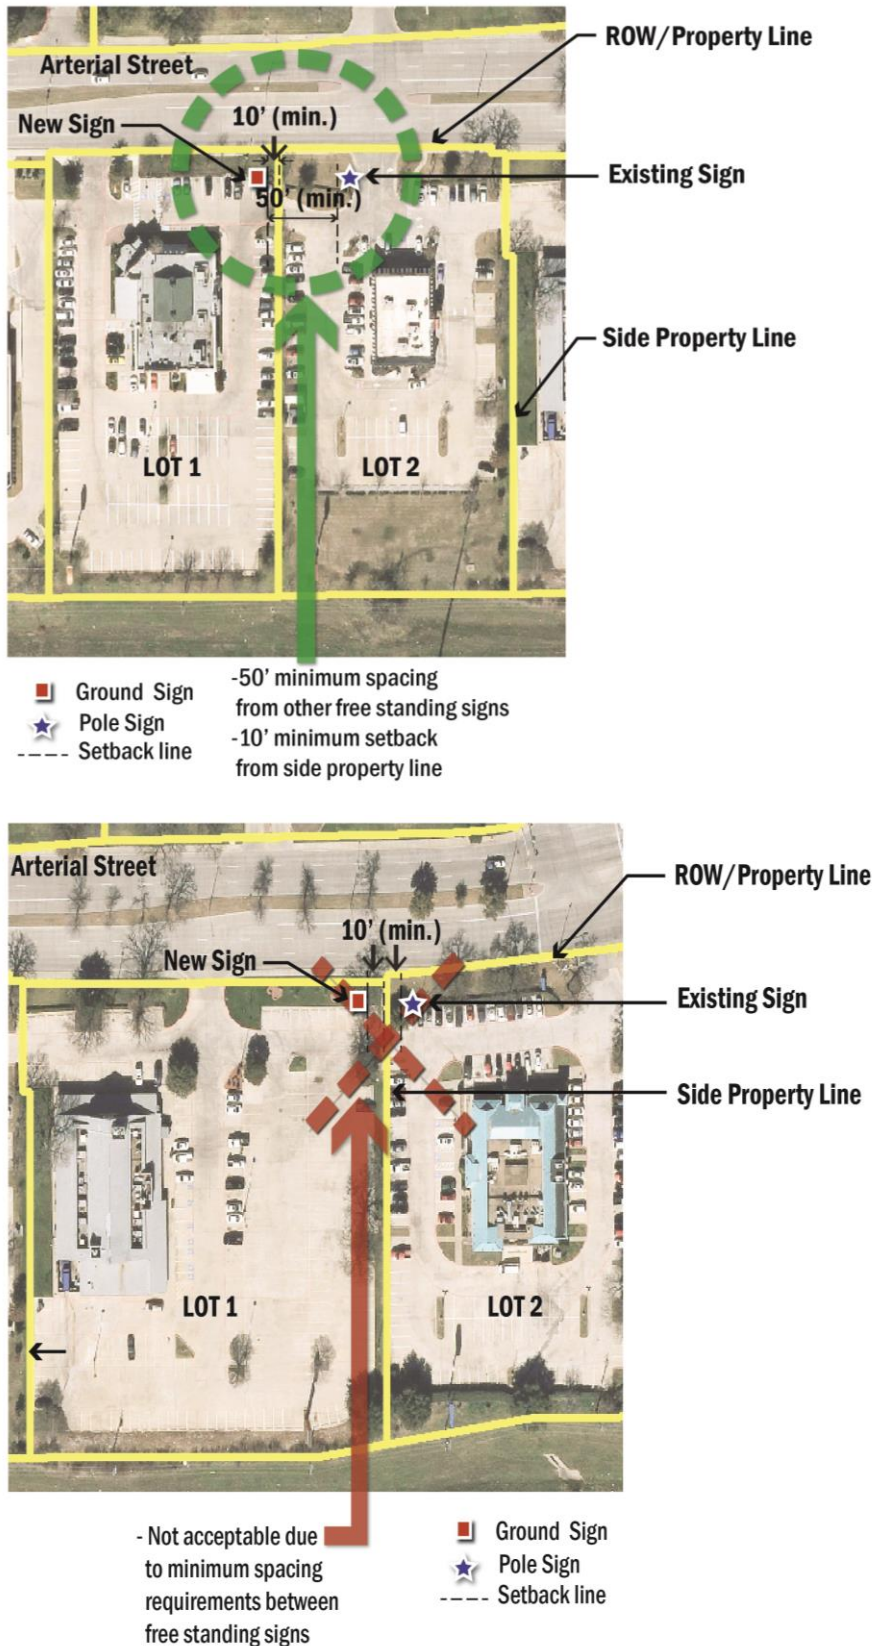 ROW/Property Line
Arterial Street
10' (min.)
New Sign
Existing Sign
50' (min.)
Side Property Line
LOT 1
LOT 2
Ground Sign
Pole Sign
Setback line
-50' minimum spacing
from other free standing signs
-10' minimum setback
from side property line
Arterial Street
ROW/Property Line
10' (min.)
New Sign
Existing Sign
Side Property Line
LOT 1
LOT 2
- Not acceptable due
to minimum spacing
requirements between
free standing signs
Ground Sign
Pole Sign
Setback line